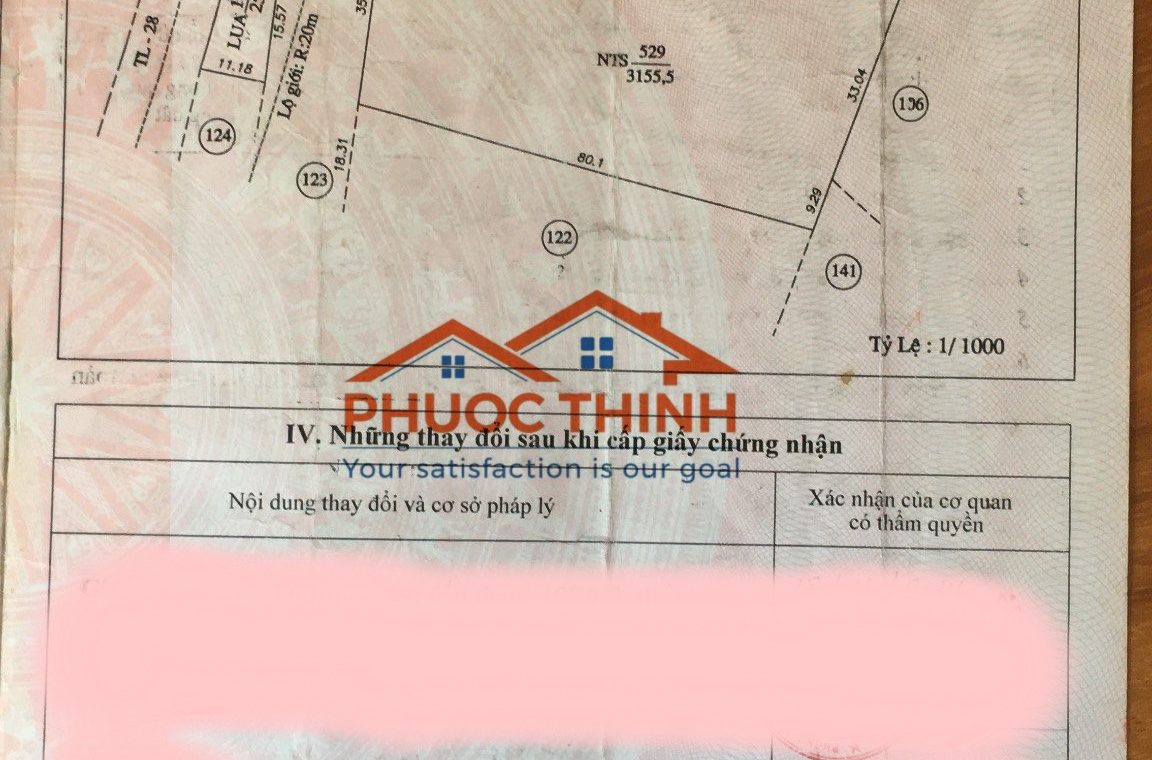 TL - 28
LUA
11.18
15.57
Lộ giới: R:20m
35
NTS 529
3155,5
33.04
106
124
123
18.31
80.1
9.29
122
141
Tỷ Lệ : 1/ 1000
PHUOC THINH
IV. Những thay đổi sau khi cấp giấy chứng nhận
Your satisfaction is our goal
Nội dung thay đổi và cơ sở pháp lý
Xác nhận của cơ quan
có thẩm quyền